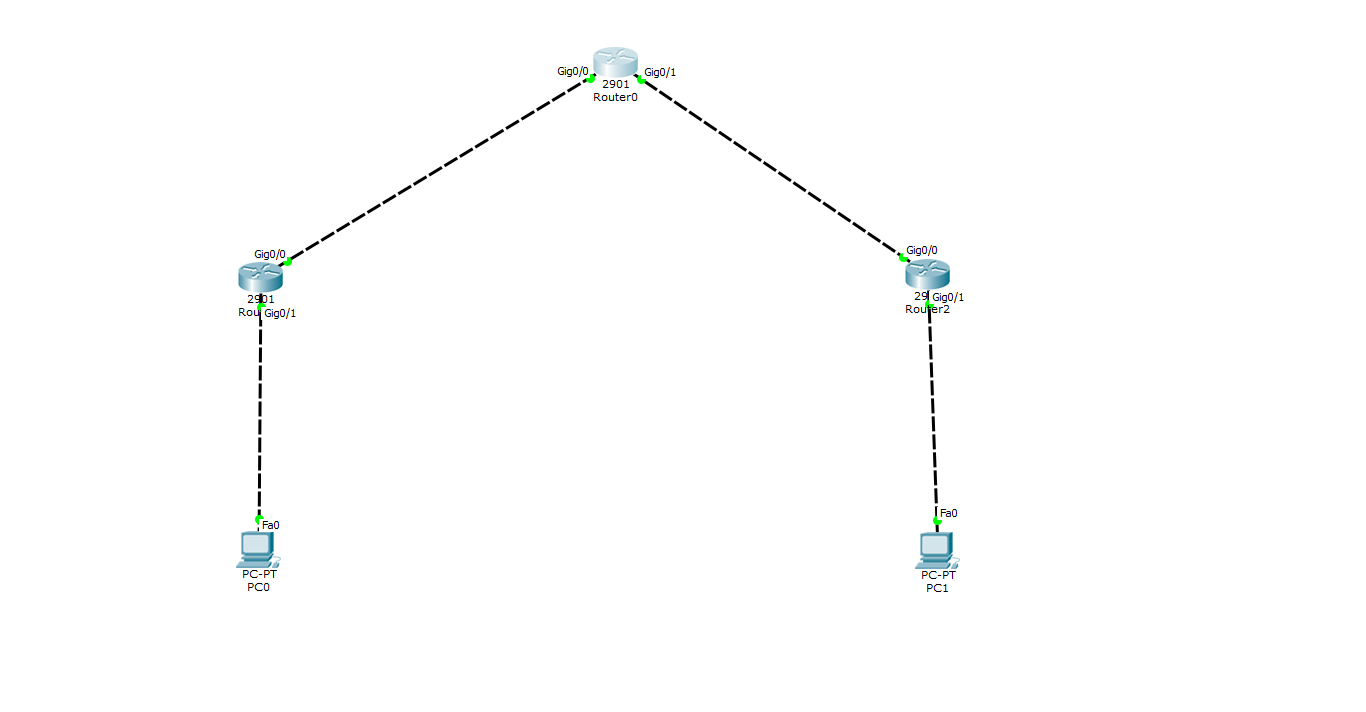 Gig0/0
Gig0/1
2901
Router0
Gig0/0
2901
Rou
Gig0/1
Gig0/0
29
Gig0/1
Router2
Fa0
PC-PT
PC0
Fa0
PC-PT
PC1